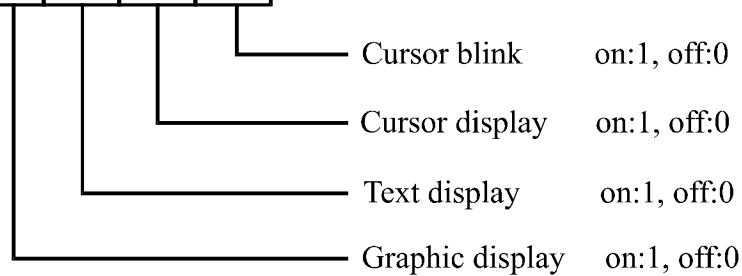 Cursor blink on:1, off:0
Cursor display on:1, off:0
Text display on:1, off:0
Graphic display on:1, off:0